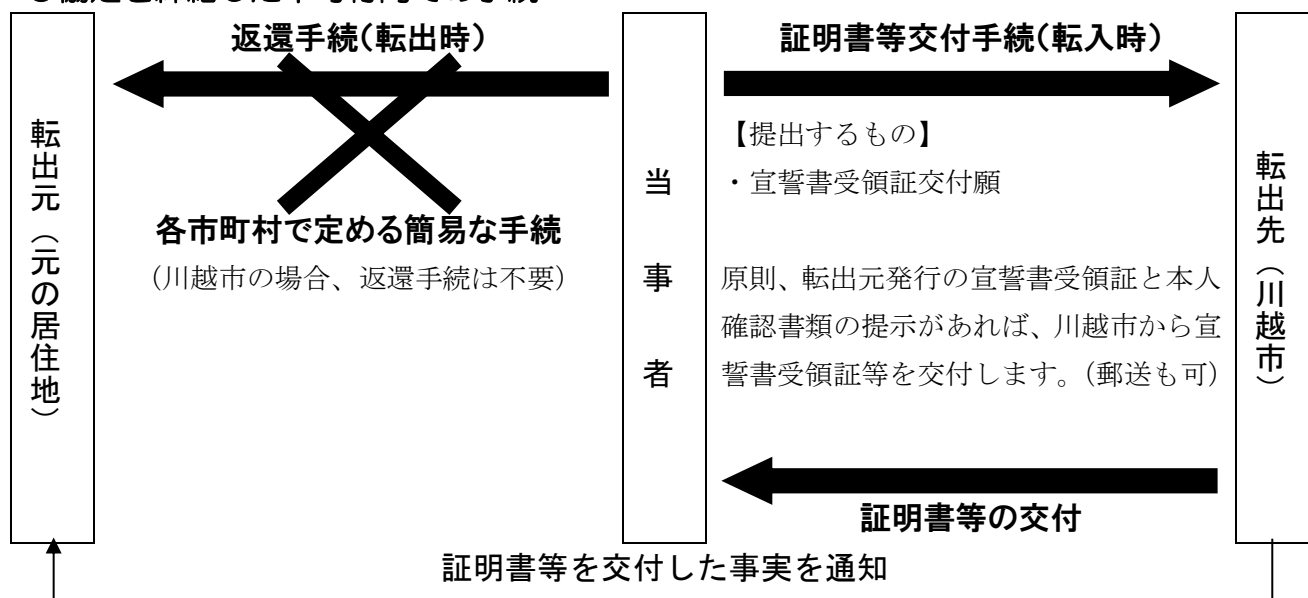 返還手続（転出時）
証明書等交付手続（転入時）
転出元（元の居住地）
各市町村で定める簡易な手続
（川越市の場合、返還手続は不要）
当事者
【提出するもの】
・宣誓書受領証交付願
原則、転出元発行の宣誓書受領証と本人
確認書類の提示があれば、川越市から宣
誓書受領証等を交付します。（郵送も可）
転出先（川越市）
証明書等の交付
証明書等を交付した事実を通知